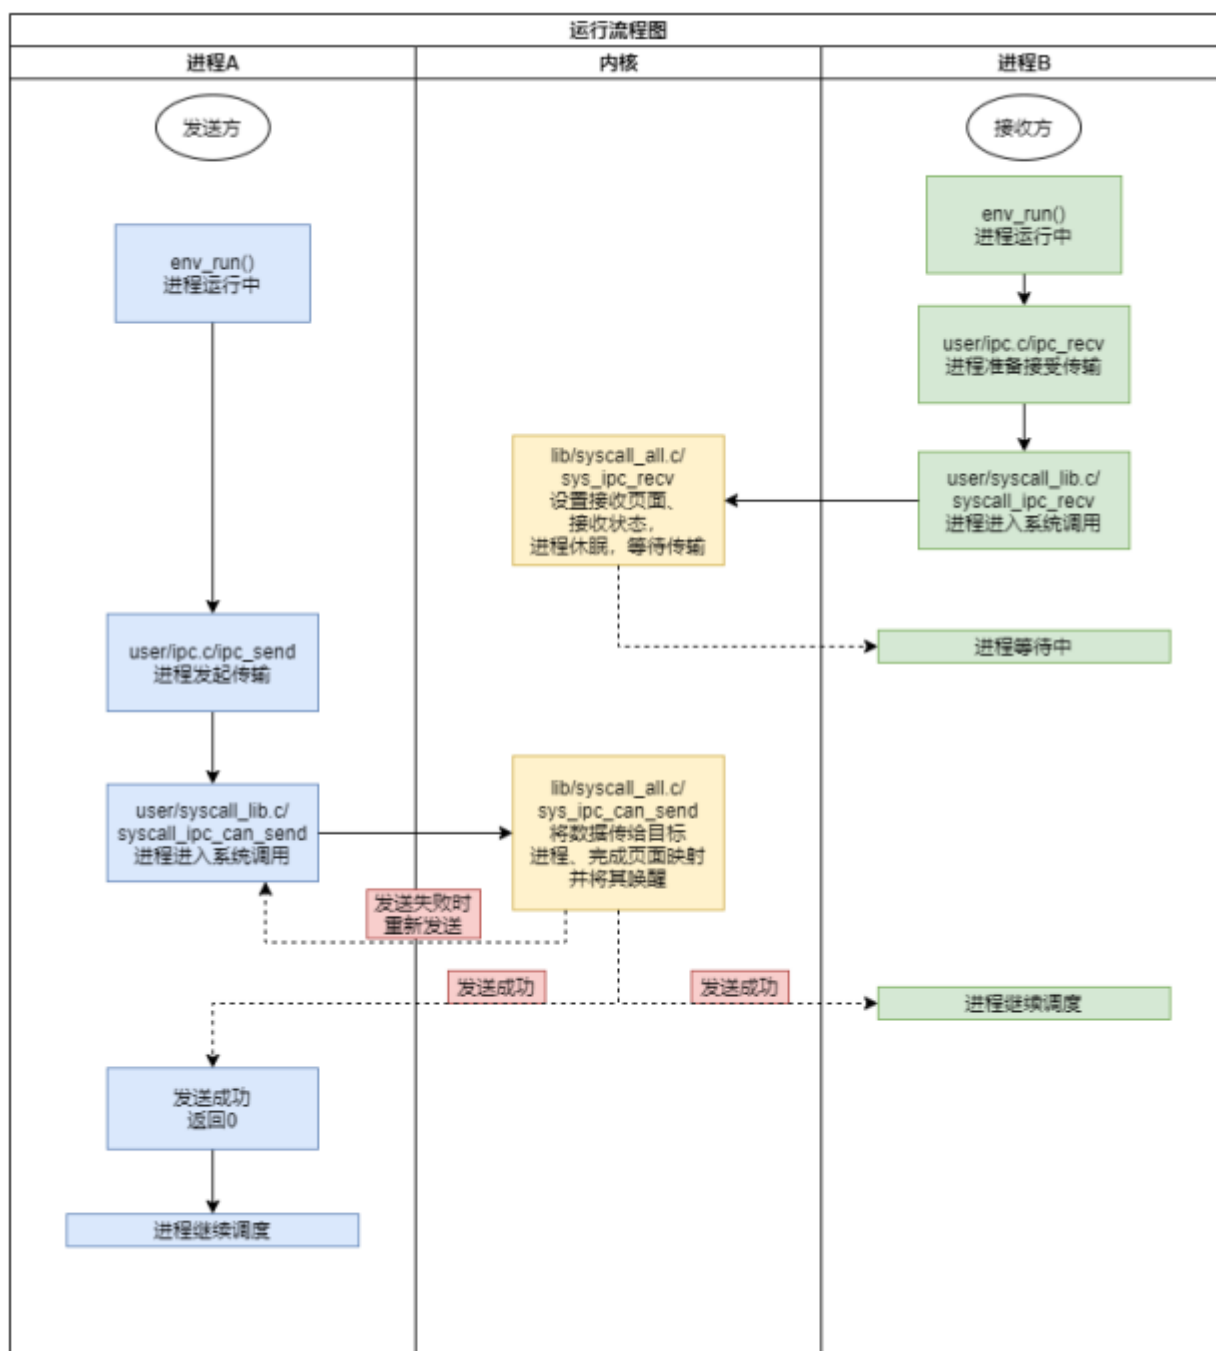 运行流程图
进程A
内核
进程B
发送方
接收方
env_run()
进程运行中
env_run()
进程运行中
user/ipc.c/ipc_recv
进程准备接受传输
lib/syscall_all.c/
sys_ipc_recv
设置接收页面、
接收状态，
进程休眠，等待传输
user/syscall_lib.c/
syscall_ipc_recv
进程进入系统调用
user/ipc.c/ipc_send
进程发起传输
进程等待中
user/syscall_lib.c/
syscall_ipc_can_send
进程进入系统调用
lib/syscall_all.c/
sys_ipc_can_send
将数据传给目标
进程、完成页面映射
并将其唤醒
发送失败时
重新发送
发送成功
发送成功
进程继续调度
发送成功
返回0
进程继续调度